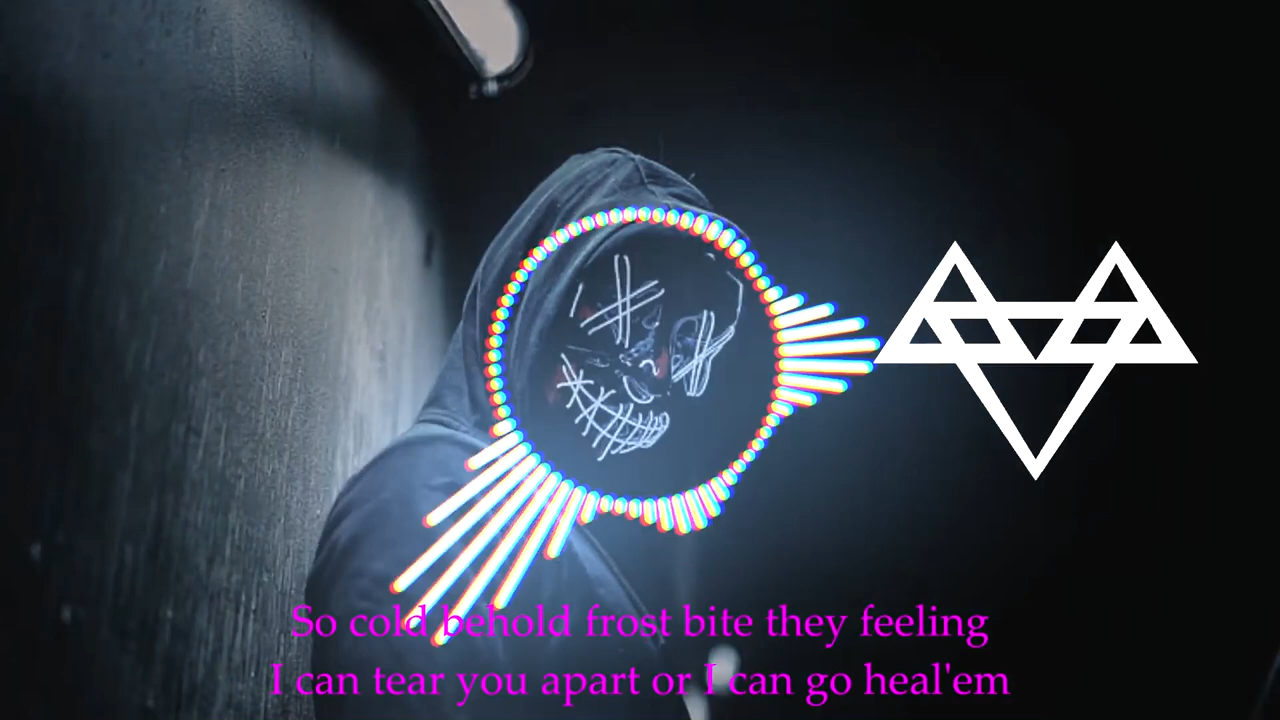 So cold behold frost bite they feeling
I can tear you apart or I can go heal'em